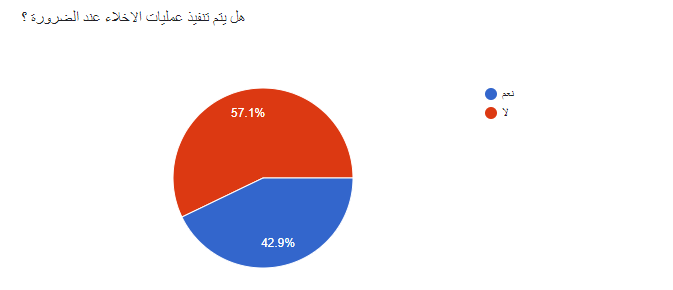 هل يتم تنفيذ عمليات الاخلاء عند الضرورة ؟
نعم
لا
57.1%
42.9%